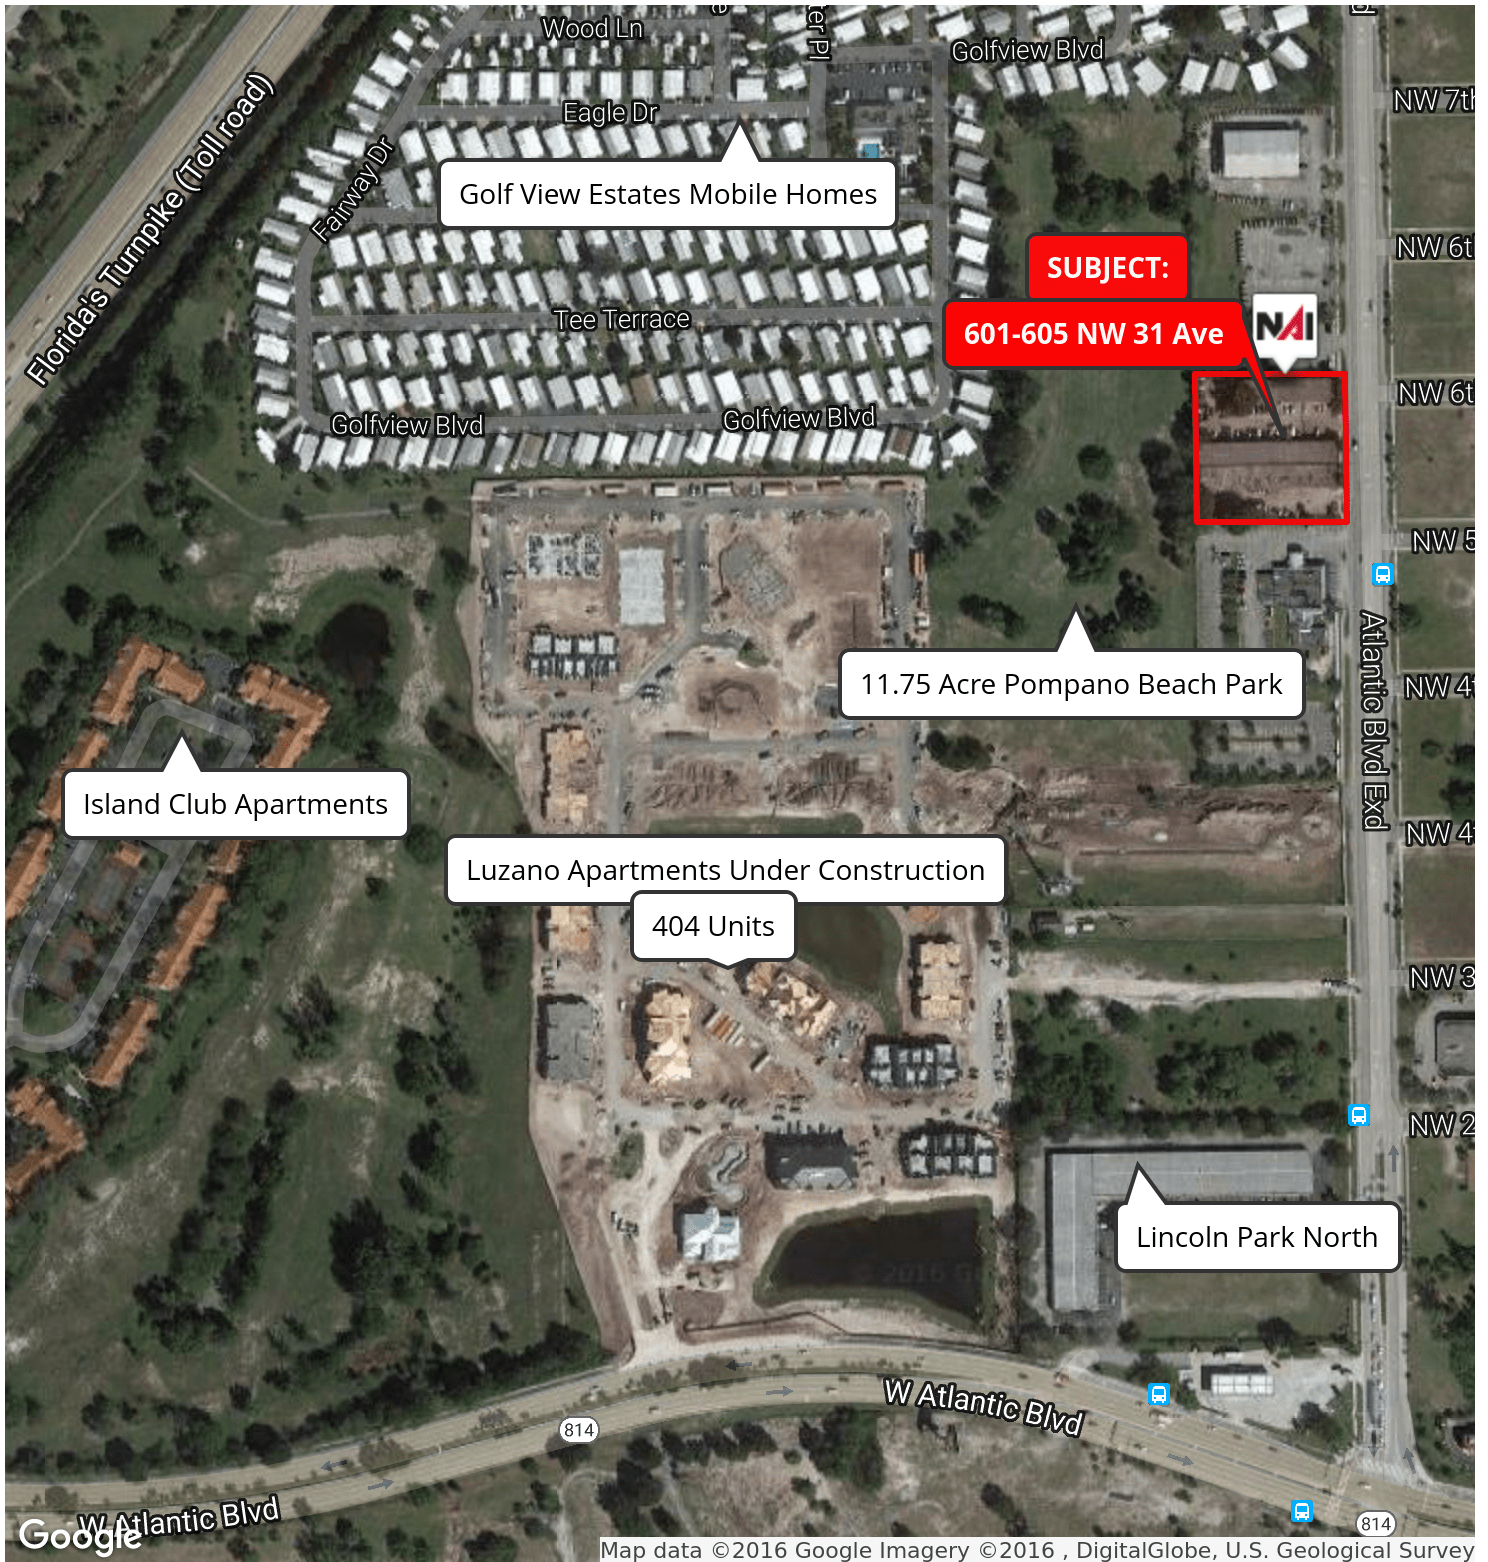 Wood Ln
Golfview Blvd
Eagle Dr
NW 7th
Florida's Turnpike (Toll road)
Fairway Dr
Golf View Estates Mobile Homes
NW 6t
SUBJECT:
NAI
601-605 NW 31 Ave
Tee Terrace
NW 6t
Golfview Blvd
Golfview Blvd
NW 5
11.75 Acre Pompano Beach Park
NW 4
Atlantic Blvd Exd
Island Club Apartments
NW 4
Luzano Apartments Under Construction
404 Units
NW 3
NW 2
Lincoln Park North
W Atlantic Blvd
814
W Atlantic Blvd
814
Google
Map data ©2016 Google Imagery ©2016 , DigitalGlobe, U.S. Geological Survey